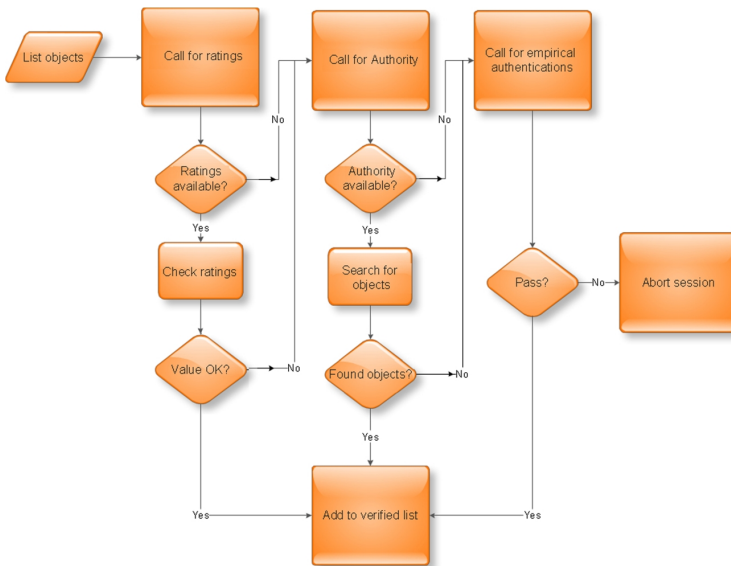 List objects
Call for ratings
Call for Authority
Call for empirical
authentications
No
No
Ratings
available?
Authority
available?
Yes
Yes
Check ratings
Search for
objects
Pass?
No
Abort session
Value OK?
No
Found objects?
No
Yes
Yes
Add to verified list
Yes